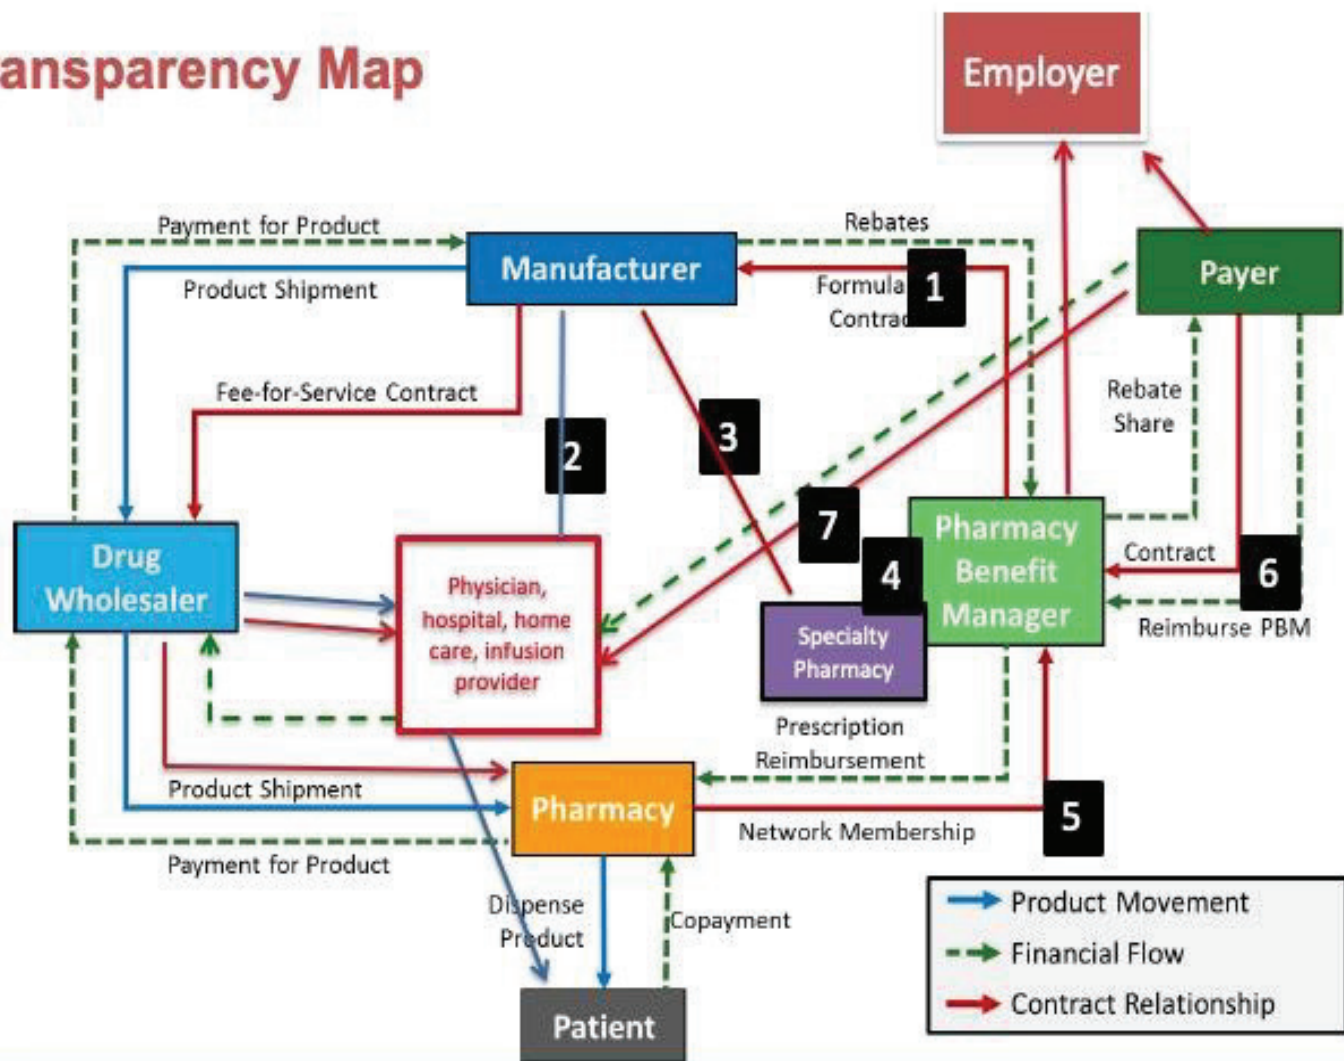 ansparency Map
Employer
Payment for Product
Rebates
Manufacturer
Payer
Product Shipment
Formula
Contrac
1
Fee-for-Service Contract
Rebate
Share
2
3
7
Drug
Wholesaler
Physician,
hospital, home
care, infusion
provider
4
Pharmacy
Benefit
Manager
Contract
6
Reimburse PBM
Specialty
Pharmacy
Prescription
Reimbursement
Product Shipment
Pharmacy
5
Network Membership
Payment for Product
Dispense
Product
Copayment
Patient
Product Movement
Financial Flow
Contract Relationship